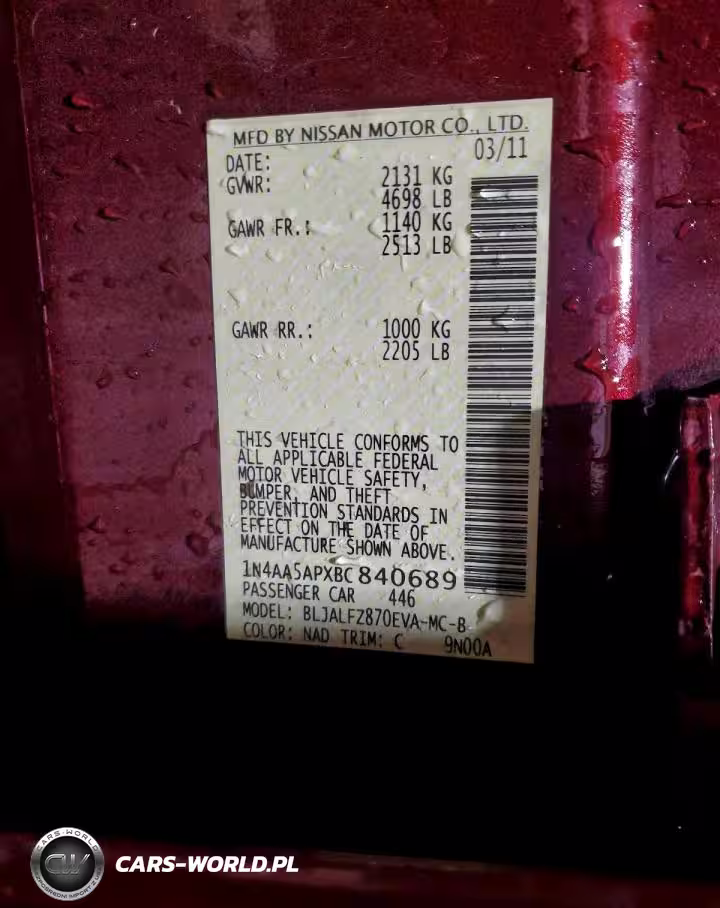 MFD BY NISSAN MOTOR CO., LTD.
DATE: 03/11
GVWR: 2131 KG
4698 LB
GAWR FR.: 1140 KG
2513 LB
GAWR RR.: 1000 KG
2205 LB
THIS VEHICLE CONFORMS TO
ALL APPLICABLE FEDERAL
MOTOR VEHICLE SAFETY,
BUMPER, AND THEFT
PREVENTION STANDARDS IN
EFFECT ON THE DATE OF
MANUFACTURE SHOWN ABOVE.
1N4AA5APXBC840689
PASSENGER CAR 446
MODEL: BLJALFZ870EVA-MC-B
COLOR: NAD TRIM: C 9N00A
CARS-WORLD
CW
CARS-WORLD.PL